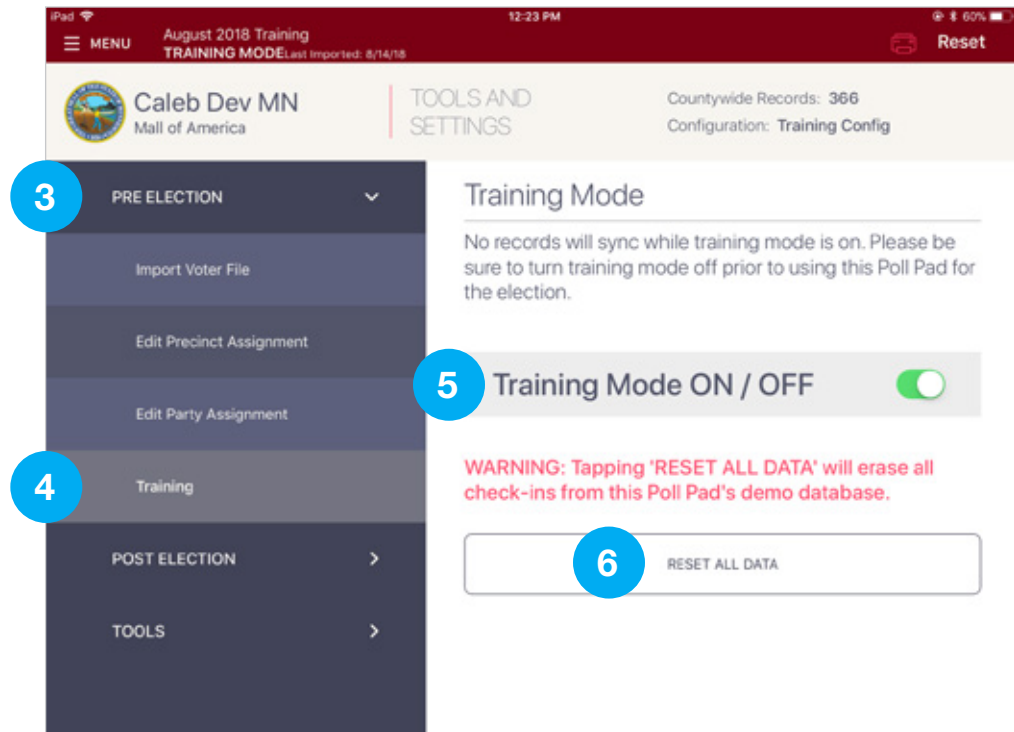 iPad 12:23 PM 60%
MENU August 2018 Training Reset
TRAINING MODE Last Imported: 8/14/18
Caleb Dev MN
Mall of America
TOOLS AND
SETTINGS
Countywide Records: 366
Configuration: Training Config
3 PRE ELECTION
Import Voter File
Edit Precinct Assignment
Edit Party Assignment
4 Training
POST ELECTION
TOOLS
Training Mode
No records will sync while training mode is on. Please be
sure to turn training mode off prior to using this Poll Pad for
the election.
5 Training Mode ON / OFF
WARNING: Tapping 'RESET ALL DATA' will erase all
check-ins from this Poll Pad's demo database.
6 RESET ALL DATA